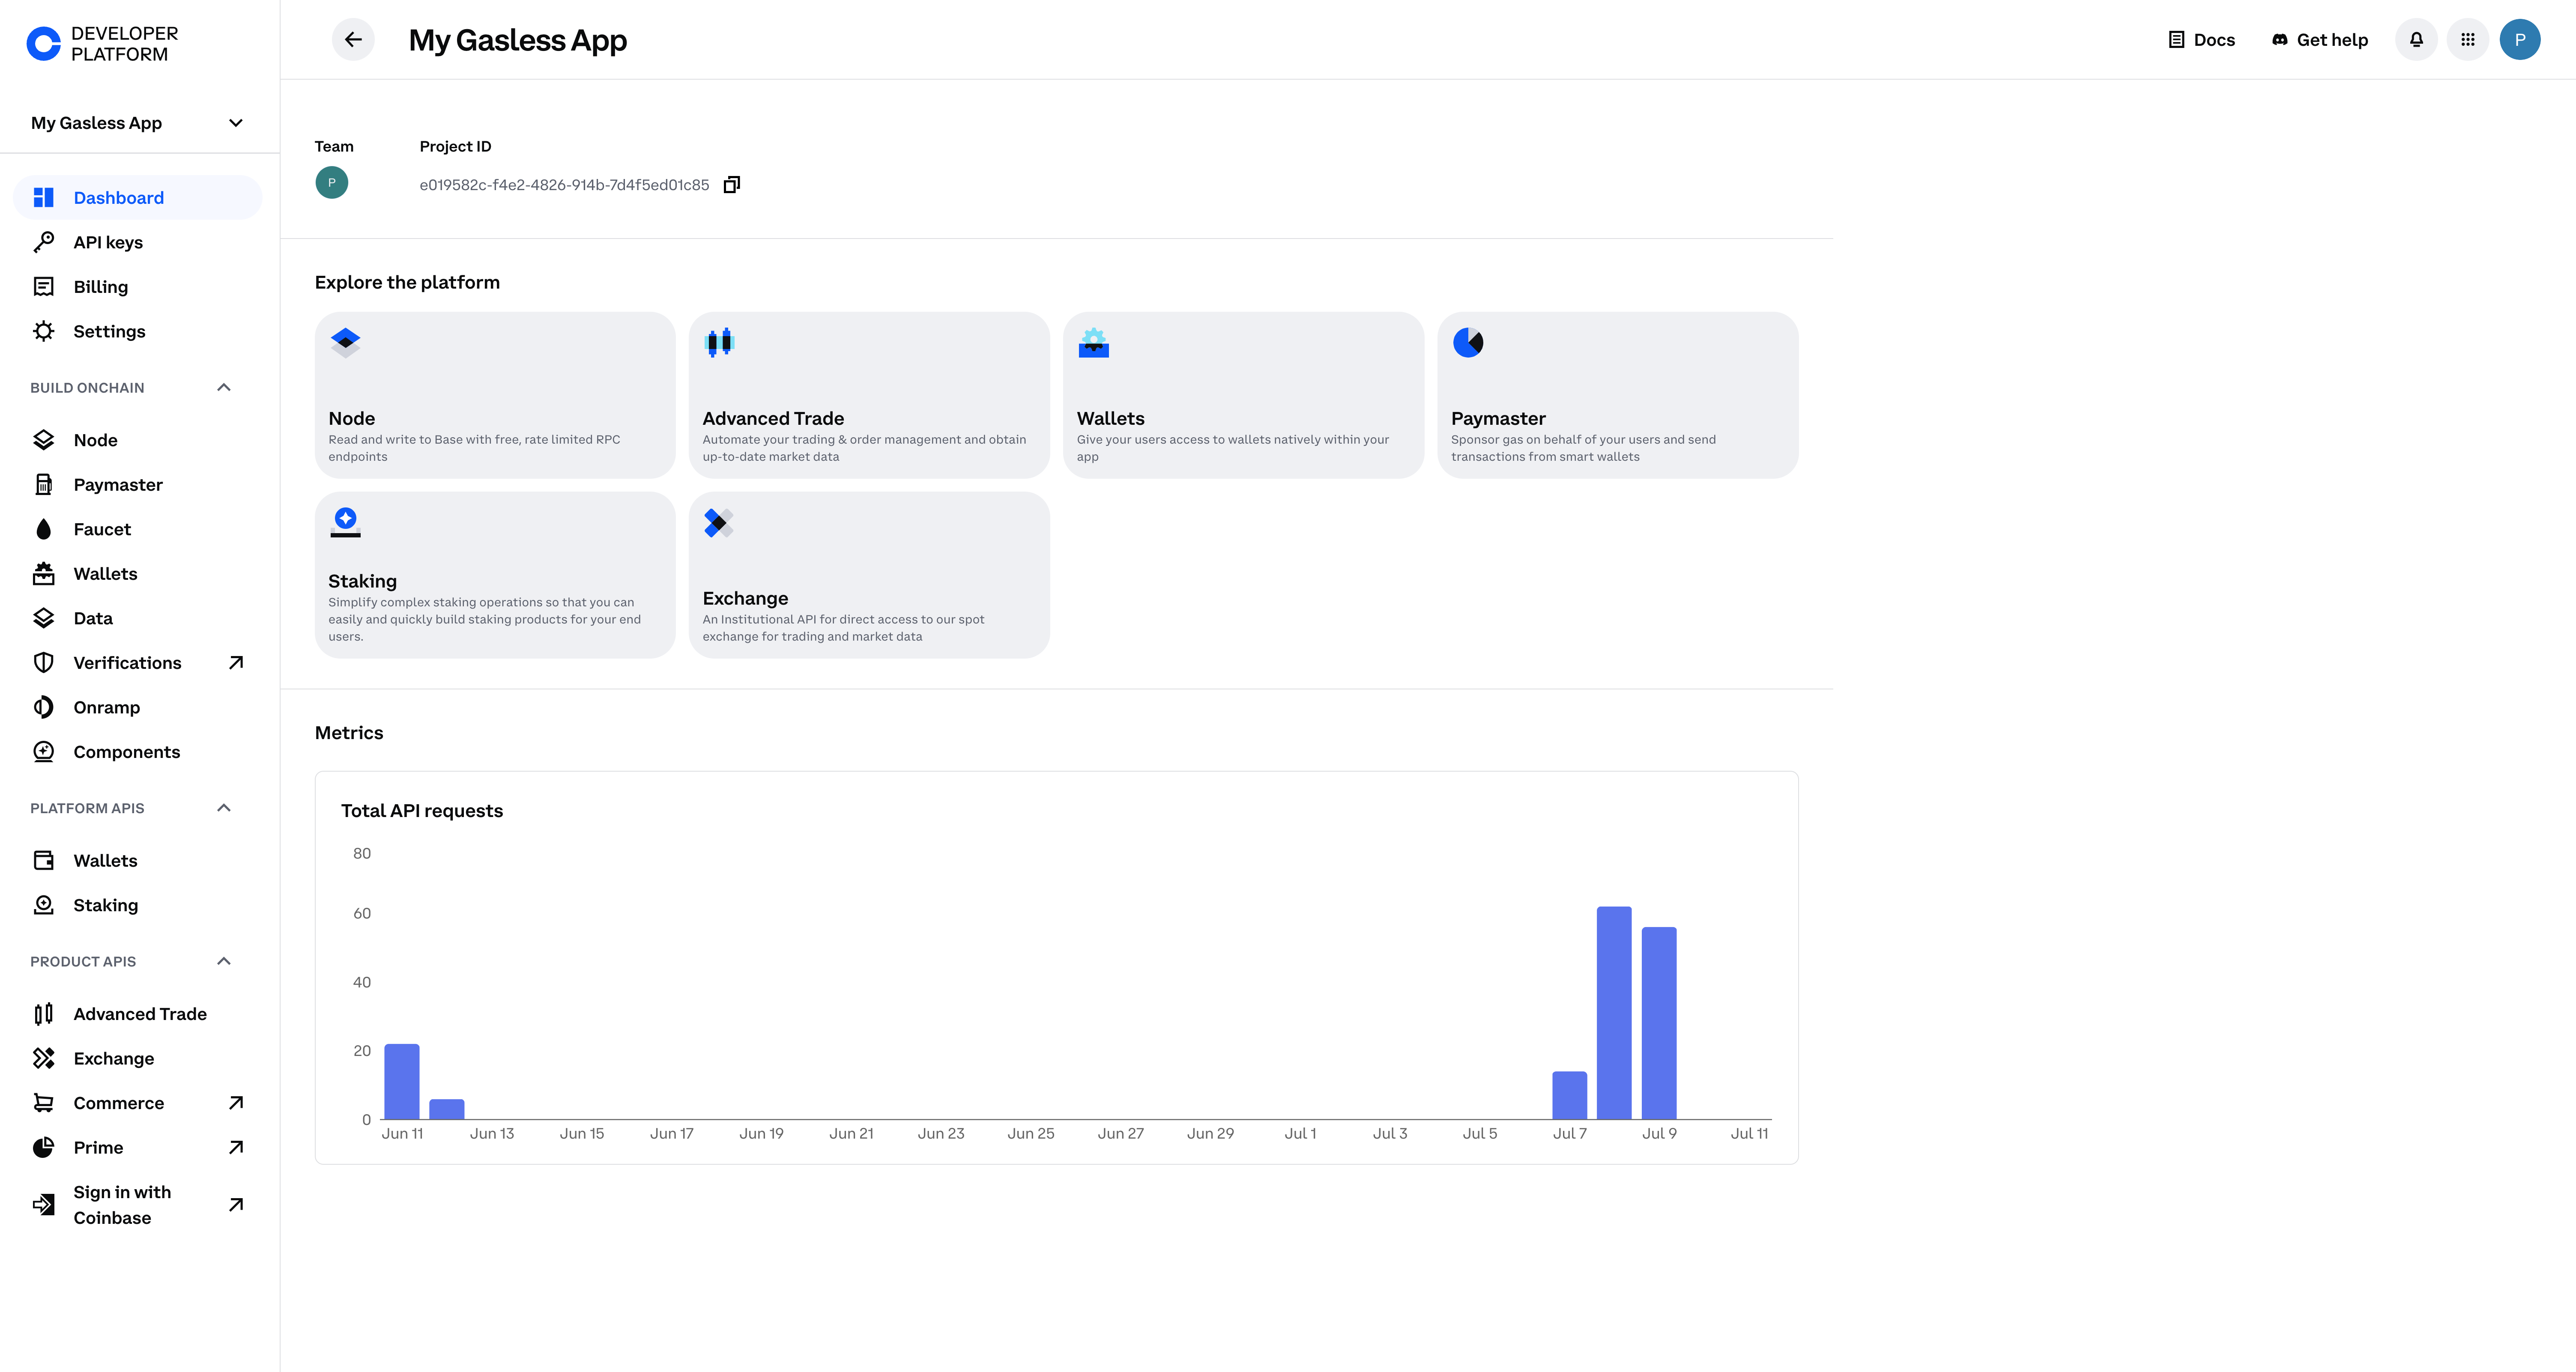 DEVELOPER
PLATFORM
My Gasless App
Dashboard
API keys
Billing
Settings
BUILD ONCHAIN
Node
Paymaster
Faucet
Wallets
Data
Verifications
Onramp
Components
PLATFORM APIS
Wallets
Staking
PRODUCT APIS
Advanced Trade
Exchange
Commerce
Prime
Sign in with
Coinbase
My Gasless App
Docs
Get help
P
Team
Project ID
P
e019582c-f4e2-4826-914b-7d4f5ed01c85
Explore the platform
Node
Read and write to Base with free, rate limited RPC
endpoints
Advanced Trade
Automate your trading & order management and obtain
up-to-date market data
Wallets
Give your users access to wallets natively within your
app
Paymaster
Sponsor gas on behalf of your users and send
transactions from smart wallets
Staking
Simplify complex staking operations so that you can
easily and quickly build staking products for your end
users.
Exchange
An Institutional API for direct access to our spot
exchange for trading and market data
Metrics
Total API requests
80
60
40
20
0
Jun 11 Jun 13 Jun 15 Jun 17 Jun 19 Jun 21 Jun 23 Jun 25 Jun 27 Jun 29 Jul 1 Jul 3 Jul 5 Jul 7 Jul 9 Jul 11